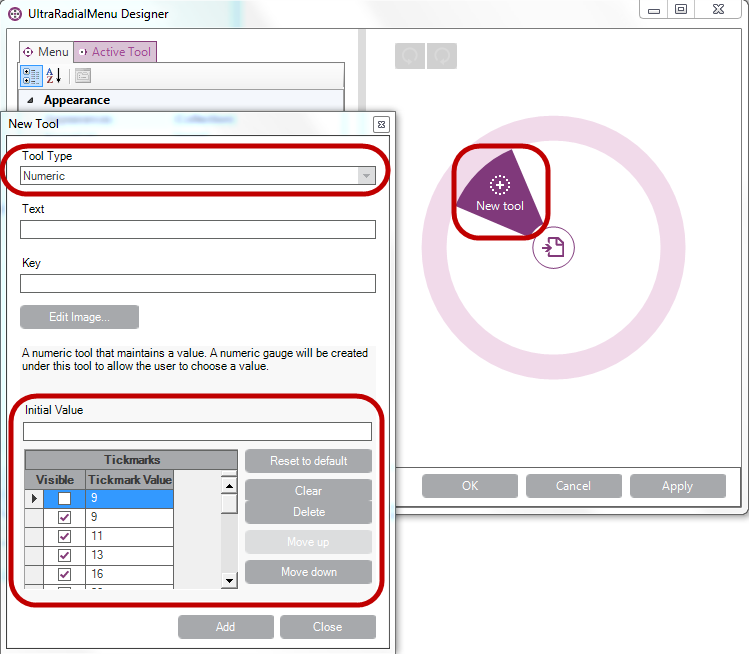 UltraRadialMenu Designer
Menu
Active Tool
Appearance
New Tool
Tool Type
Numeric
Text
Key
Edit Image...
A numeric tool that maintains a value. A numeric gauge will be created
under this tool to allow the user to choose a value.
Initial Value
Tickmarks
Visible
Tickmark Value
9
9
11
13
16
Reset to default
Clear
Delete
Move up
Move down
Add
Close
New tool
OK
Cancel
Apply